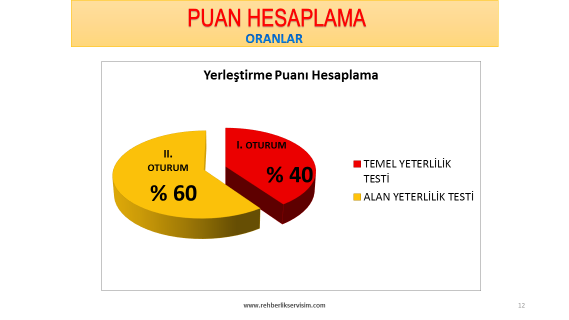 PUAN HESAPLAMA
ORANLAR
Yerleştirme Puanı Hesaplama
II.
OTURUM
% 60
I. OTURUM
% 40
TEMEL YETERLİLİK
TESTİ
ALAN YETERLİLİK TESTİ
www.rehberlikservisim.com
12